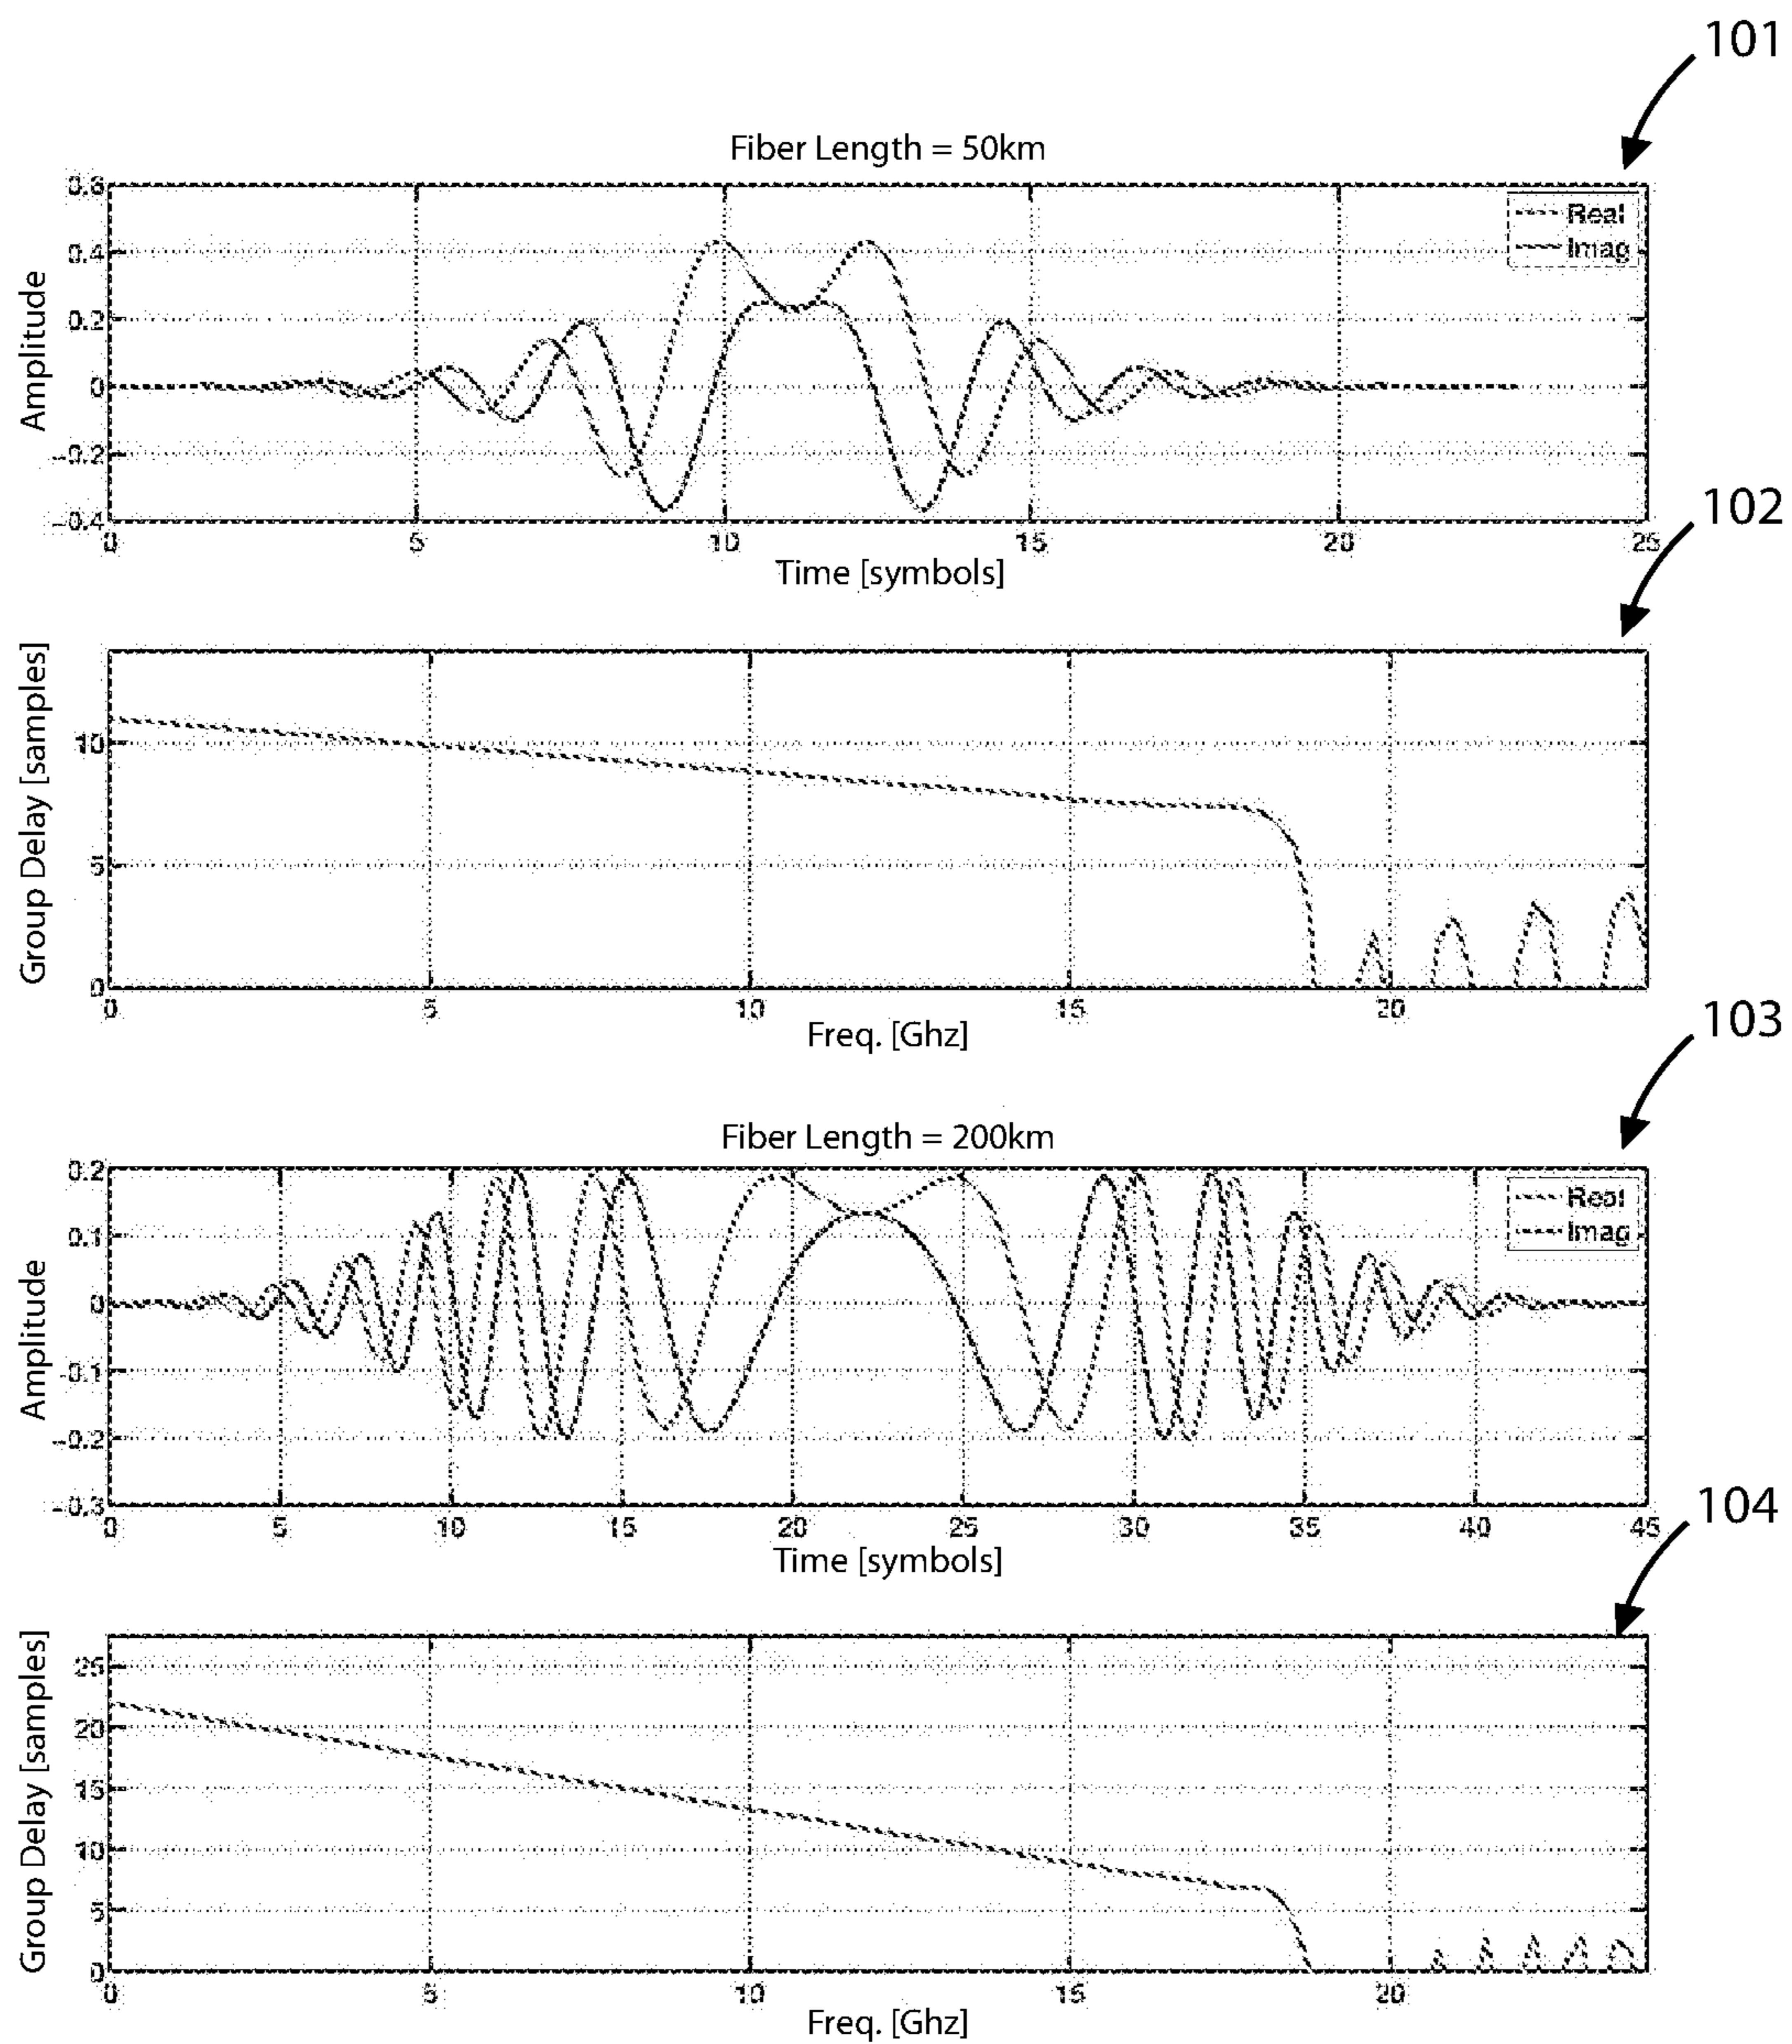 101
Fiber Length = 50km
Real
Imag
Amplitude
0.6
0.4
0.2
0
-0.2
-0.4
0 5 10 15 20 25
Time [symbols]
102
Group Delay [samples]
10
5
0
0 5 10 15 20
Freq. [Ghz]
103
Fiber Length = 200km
Real
Imag
Amplitude
0.2
0.1
0
-0.1
-0.2
-0.3
0 5 10 15 20 25 30 35 40 45
Time [symbols]
104
Group Delay [samples]
25
20
15
10
5
0
0 5 10 15 20
Freq. [Ghz]